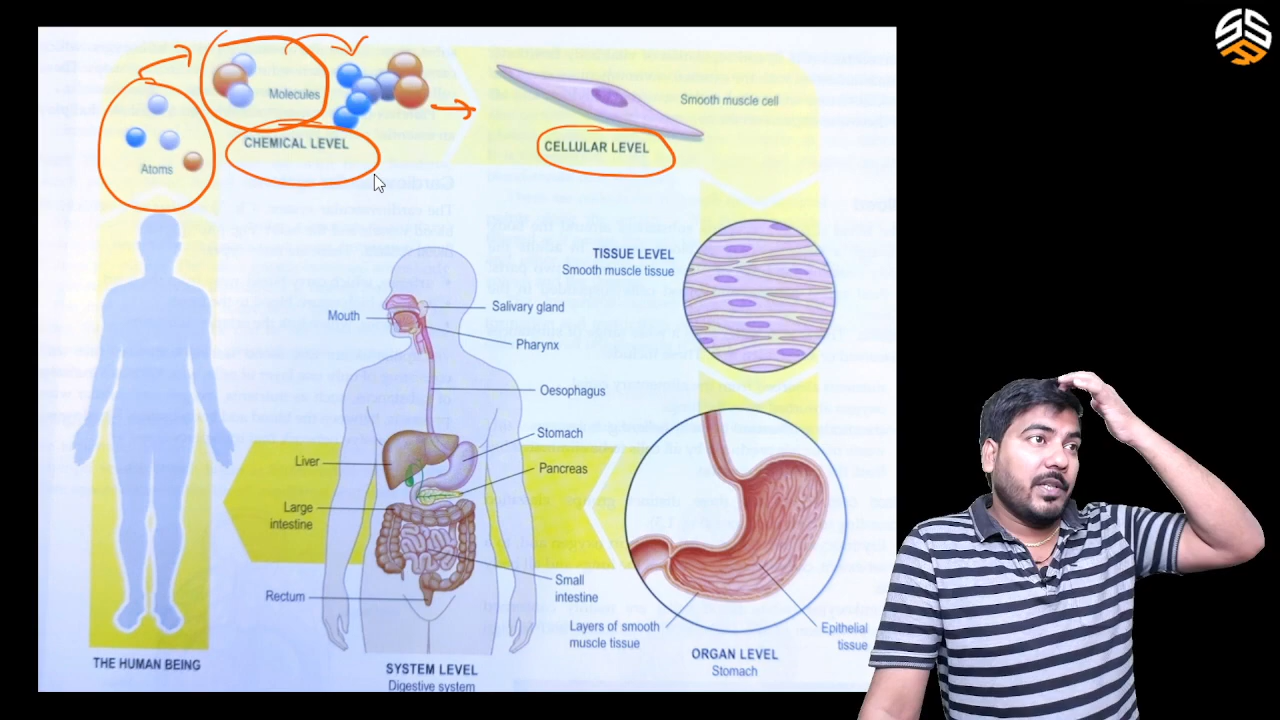 Molecules
Atoms
CHEMICAL LEVEL
Smooth muscle cell
CELLULAR LEVEL
TISSUE LEVEL
Smooth muscle tissue
Mouth
Salivary gland
Pharynx
Oesophagus
Stomach
Liver
Pancreas
Large
intestine
Small
intestine
Rectum
Layers of smooth
muscle tissue
Epithelial
tissue
THE HUMAN BEING
SYSTEM LEVEL
Digestive system
ORGAN LEVEL
Stomach